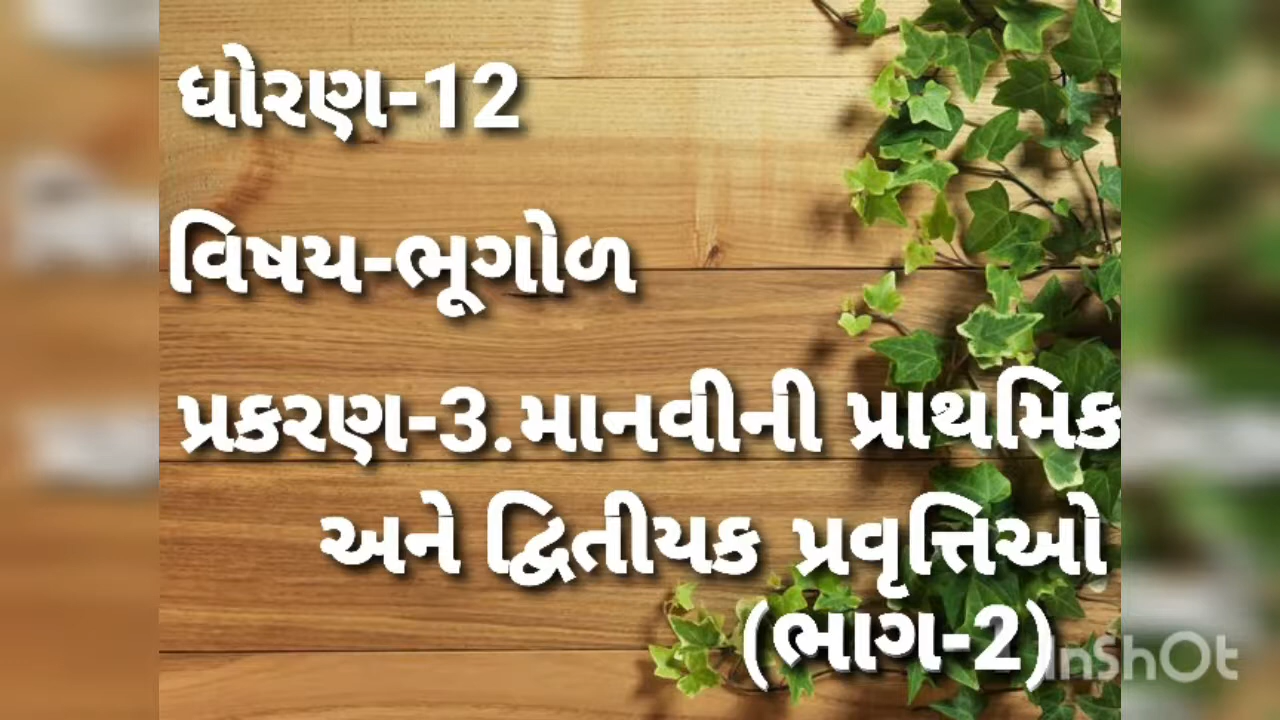 ધોરણ-12
વિષય-ભૂગોળ
પ્રકરણ-3.માનવીની પ્રાથમિક
અને દ્વિતીયક પ્રવૃત્તિઓ
(ભાગ-2)
InShOt